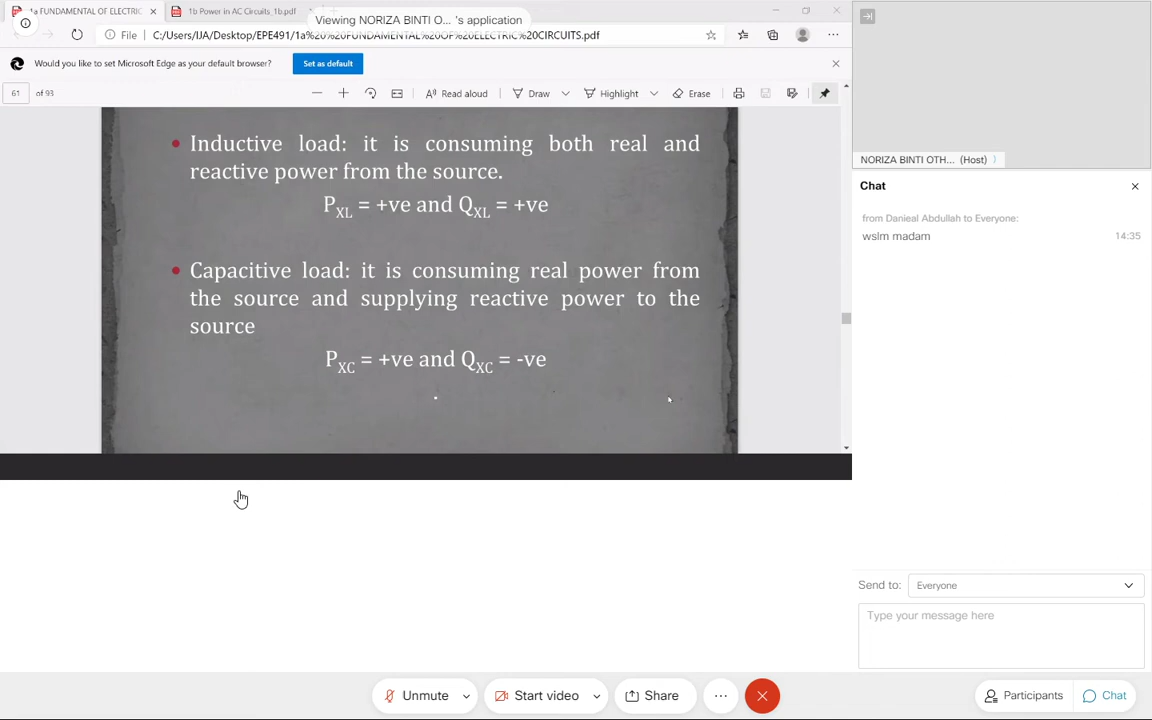 1a FUNDAMENTAL OF ELECTRIC
1b Power in AC Circuits_1b.pdf
Viewing NORIZA BINTI O... 's application
File
C:/Users/IJA/Desktop/EPE491/1a%20%20FUNDAMENTAL%20OF%20ELECTRIC%20CIRCUITS.pdf
Would you like to set Microsoft Edge as your default browser?
Set as default
61 of 93
Read aloud
Draw
Highlight
Erase
• Inductive load: it is consuming both real and
reactive power from the source.
PXL = +ve and QXL = +ve
• Capacitive load: it is consuming real power from
the source and supplying reactive power to the
source
PXC = +ve and QXC = -ve
NORIZA BINTI OTH... (Host)
Chat
from Danieal Abdullah to Everyone:
wslm madam
14:35
Send to:
Everyone
Type your message here
Unmute
Start video
Share
Participants
Chat